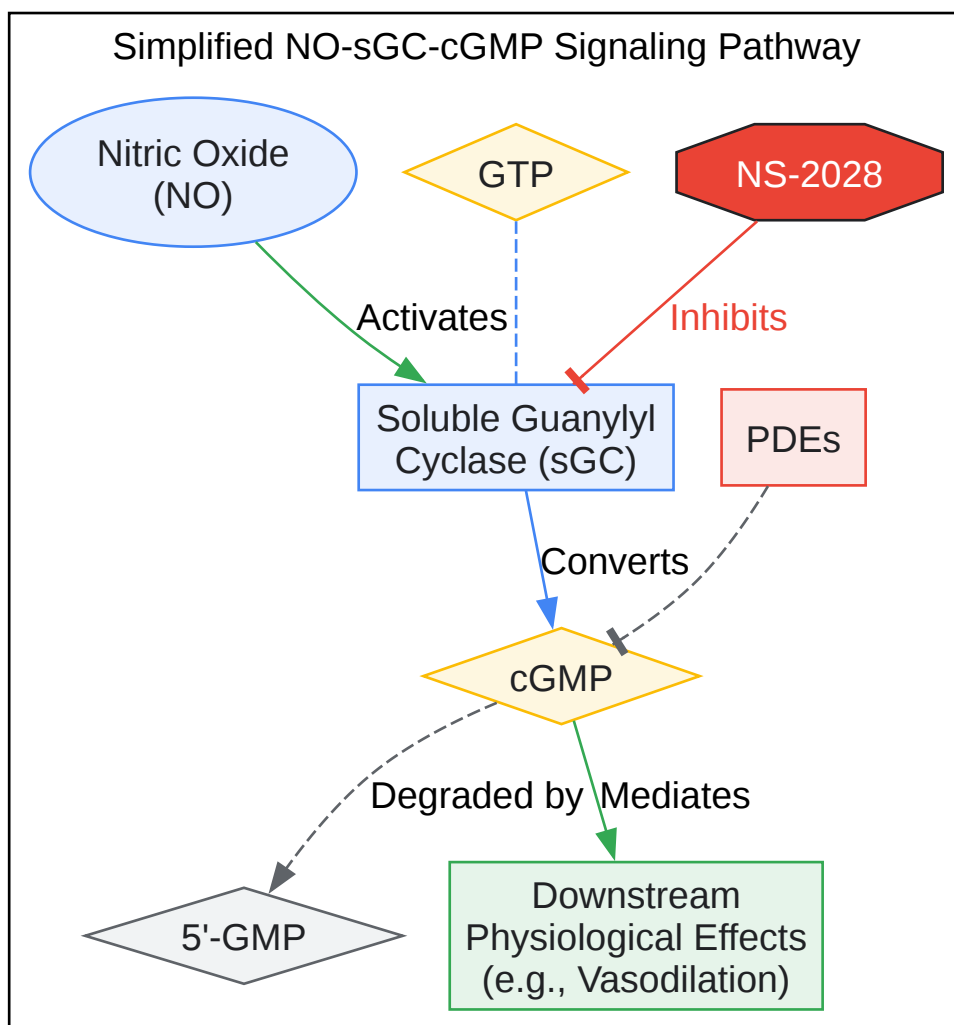 Simplified NO-sGC-cGMP Signaling Pathway
Nitric Oxide
(NO)
GTP
NS-2028
Activates
Inhibits
Soluble Guanylyl
Cyclase (sGC)
PDEs
Converts
cGMP
Degraded by
Mediates
5'-GMP
Downstream
Physiological Effects
(e.g., Vasodilation)